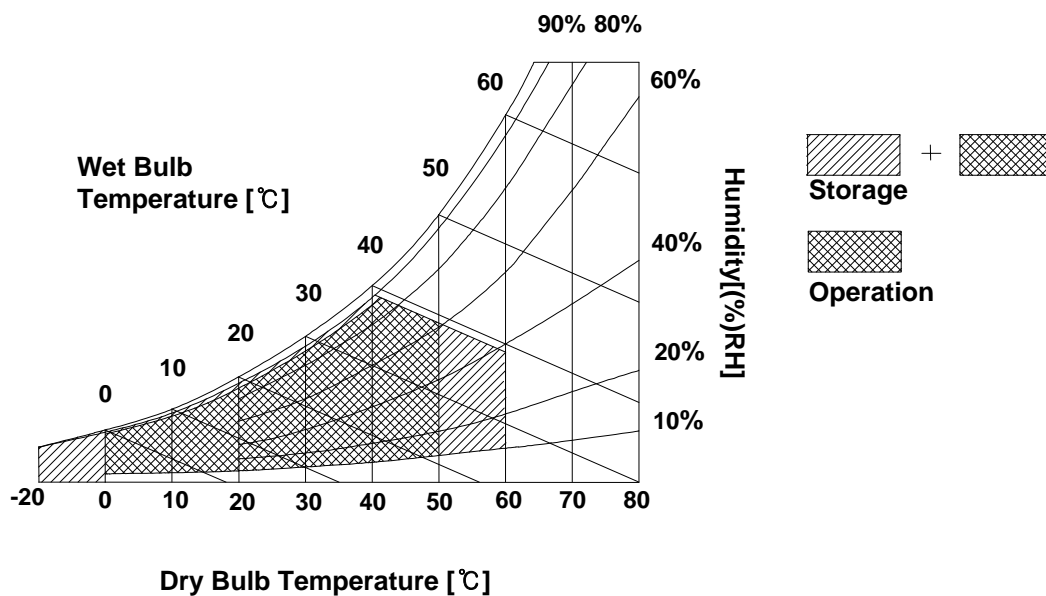 90% 80%
60
60%
Wet Bulb
Temperature [℃]
50
40
40%
30
20
10
0
20%
10%
Humidity[(%)RH]
-20 0 10 20 30 40 50 60 70 80
Dry Bulb Temperature [℃]
+
Storage
Operation